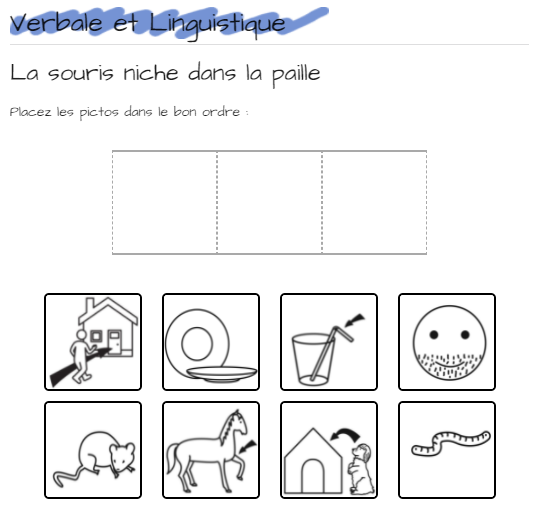 Verbale et Linguistique
La souris niche dans la paille
Placez les pictos dans le bon ordre :